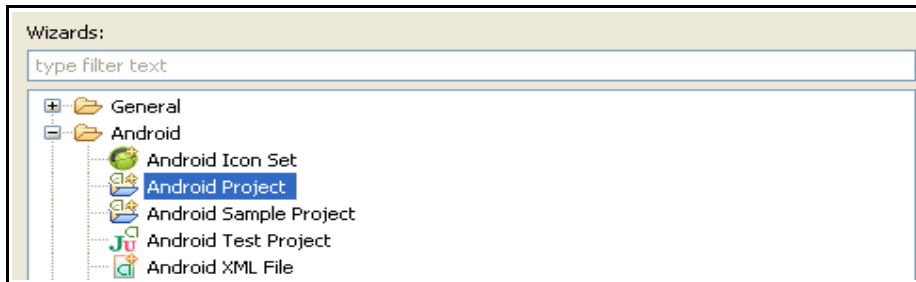 Wizards:
type filter text
General
Android
Android Icon Set
Android Project
Android Sample Project
Android Test Project
Android XML File